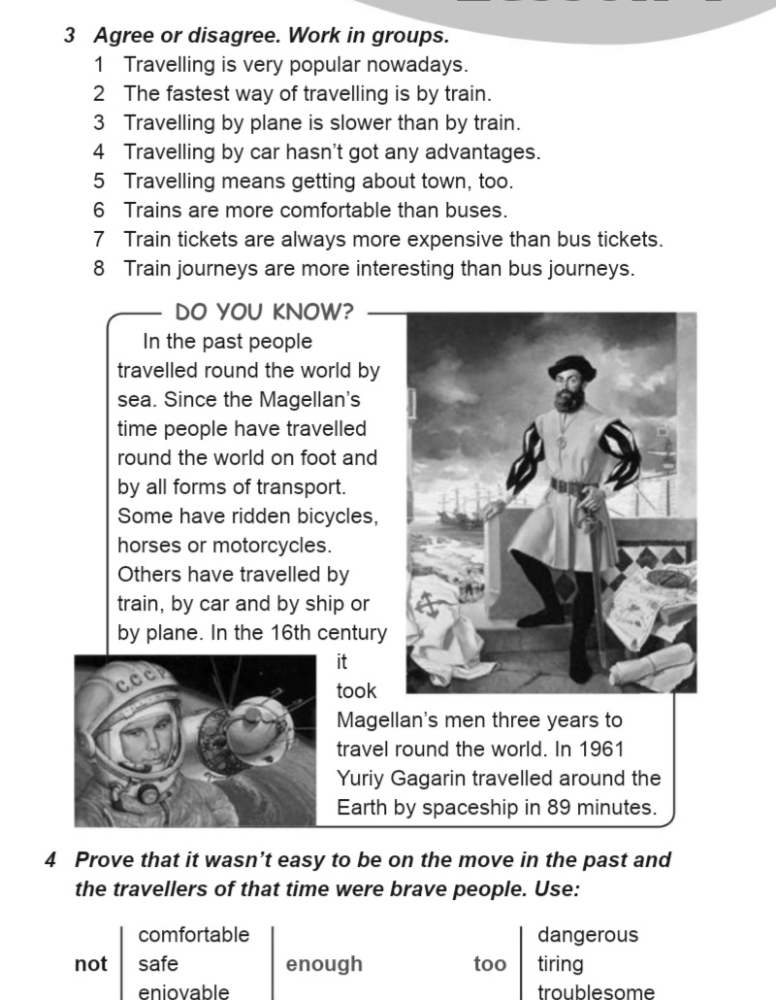 3 Agree or disagree. Work in groups.
1 Travelling is very popular nowadays.
2 The fastest way of travelling is by train.
3 Travelling by plane is slower than by train.
4 Travelling by car hasn't got any advantages.
5 Travelling means getting about town, too.
6 Trains are more comfortable than buses.
7 Train tickets are always more expensive than bus tickets.
8 Train journeys are more interesting than bus journeys.
DO YOU KNOW?
In the past people
travelled round the world by
sea. Since the Magellan's
time people have travelled
round the world on foot and
by all forms of transport.
Some have ridden bicycles,
horses or motorcycles.
Others have travelled by
train, by car and by ship or
by plane. In the 16th century
it
took
Magellan's men three years to
travel round the world. In 1961
Yuriy Gagarin travelled around the
Earth by spaceship in 89 minutes.
C.C.C.P
4 Prove that it wasn't easy to be on the move in the past and
the travellers of that time were brave people. Use:
comfortable dangerous
not safe enough too tiring
enjoyable troublesome